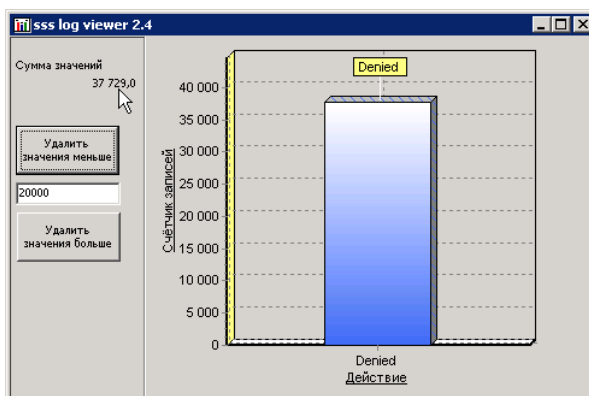 sss log viewer 2.4
Сумма значений
37 729,0
Удалить
значения меньше
20000
Удалить
значения больше
Счётчик записей
40 000
35 000
30 000
25 000
20 000
15 000
10 000
5 000
0
Denied
Denied
Действие